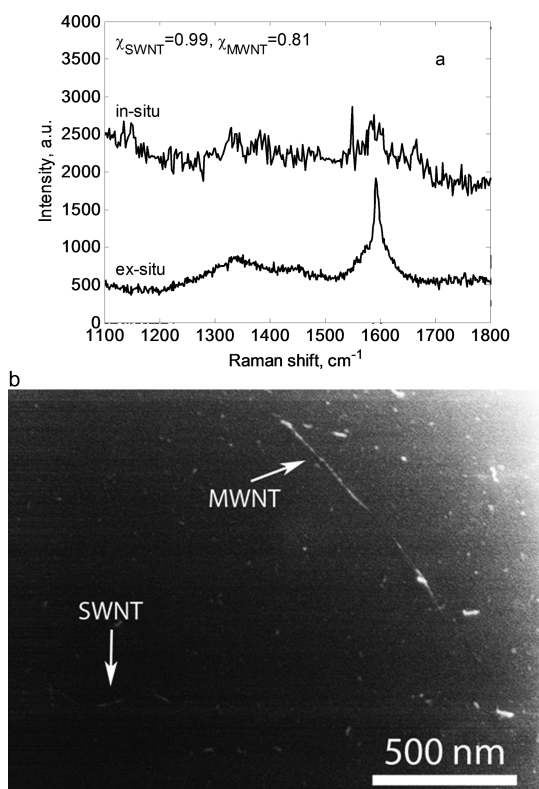 4000
3500
3000
2500
2000
1500
1000
500
0
Intensity, a.u.
χSWNT=0.99, χMWNT=0.81
a
in-situ
ex-situ
1100 1200 1300 1400 1500 1600 1700 1800
Raman shift, cm-1
b
MWNT
SWNT
500 nm